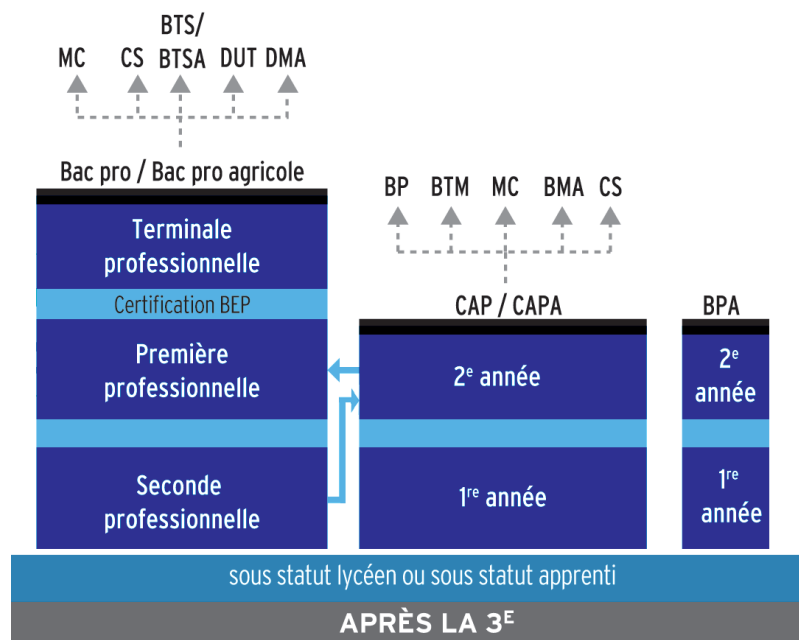 BTS/
MC CS BTSA DUT DMA
Bac pro / Bac pro agricole
Terminale
professionnelle
Certification BEP
Première
professionnelle
Seconde
professionnelle
BP BTM MC BMA CS
CAP / CAPA
2e année
1re année
BPA
2e
année
1re
année
sous statut lycéen ou sous statut apprenti
APRÈS LA 3E